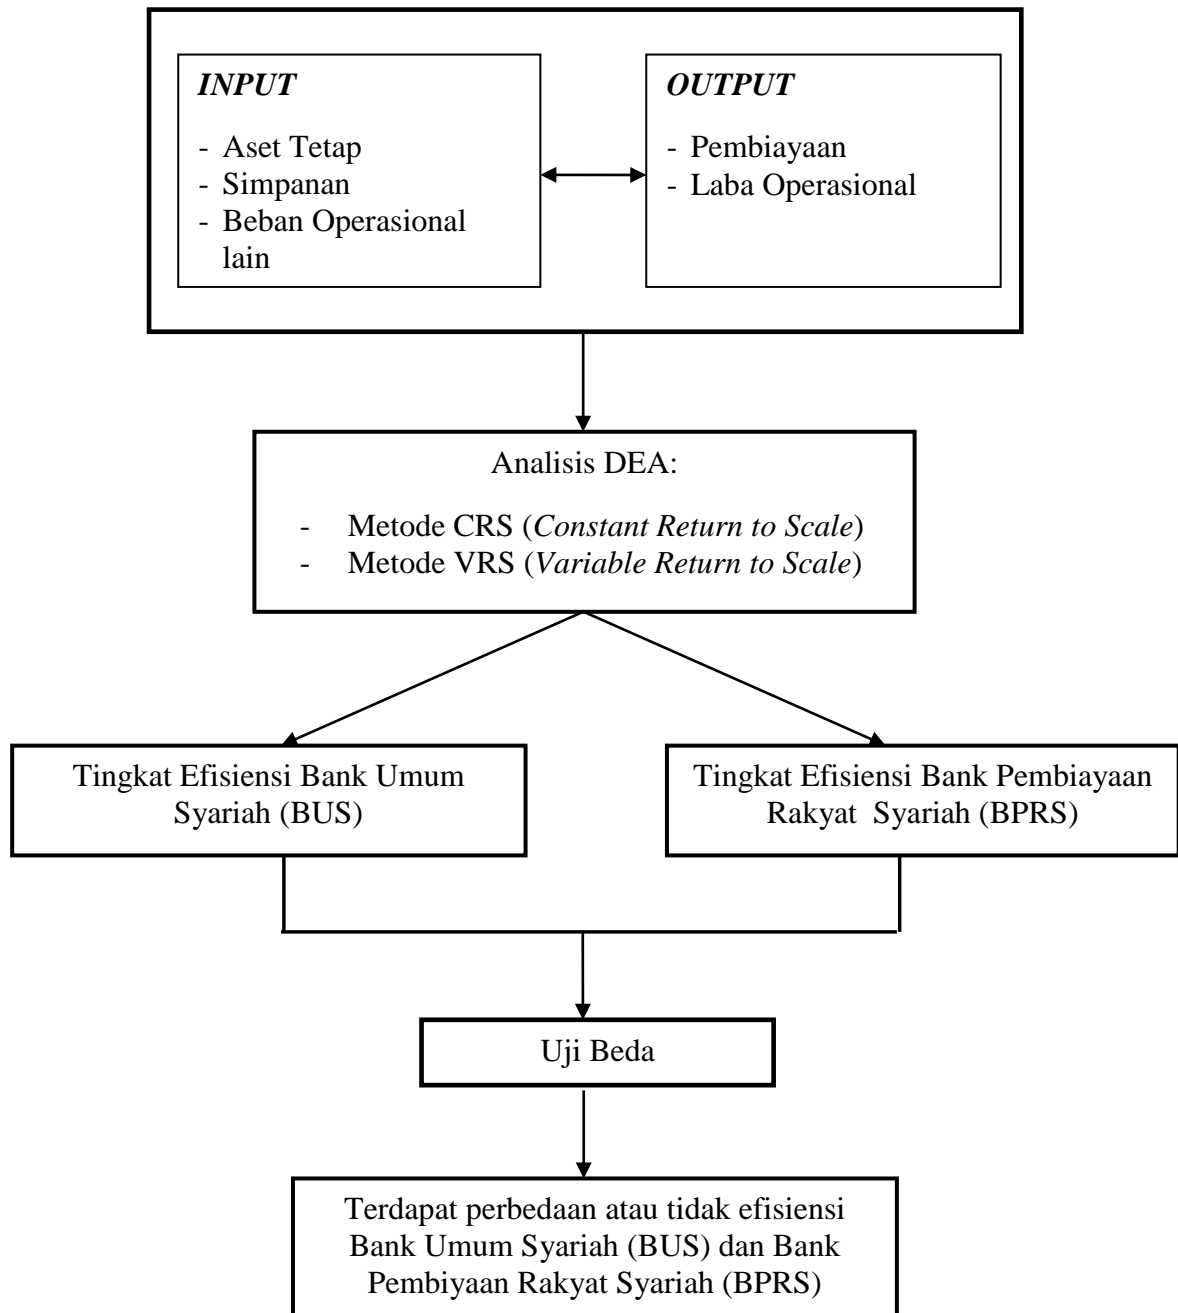 INPUT
- Aset Tetap
- Simpanan
- Beban Operasional
lain
OUTPUT
- Pembiayaan
- Laba Operasional
Analisis DEA:
- Metode CRS (Constant Return to Scale)
- Metode VRS (Variable Return to Scale)
Tingkat Efisiensi Bank Umum
Syariah (BUS)
Tingkat Efisiensi Bank Pembiayaan
Rakyat Syariah (BPRS)
Uji Beda
Terdapat perbedaan atau tidak efisiensi
Bank Umum Syariah (BUS) dan Bank
Pembiyaan Rakyat Syariah (BPRS)